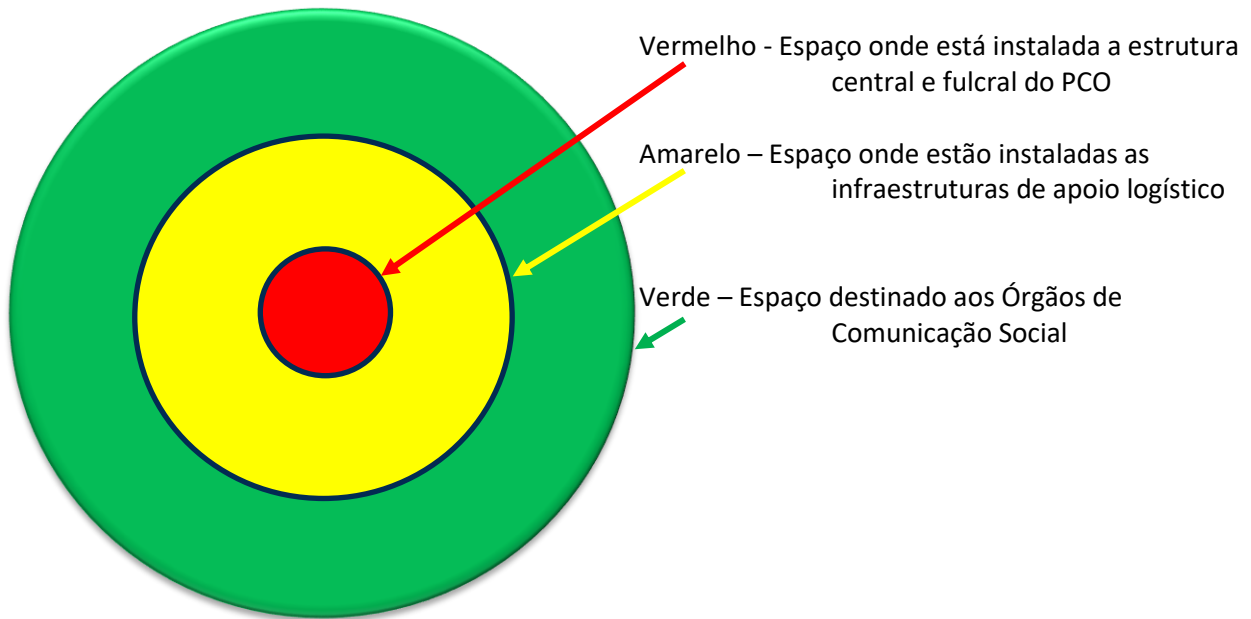 Vermelho - Espaço onde está instalada a estrutura
central e fulcral do PCO
Amarelo – Espaço onde estão instaladas as
infraestruturas de apoio logístico
Verde – Espaço destinado aos Órgãos de
Comunicação Social